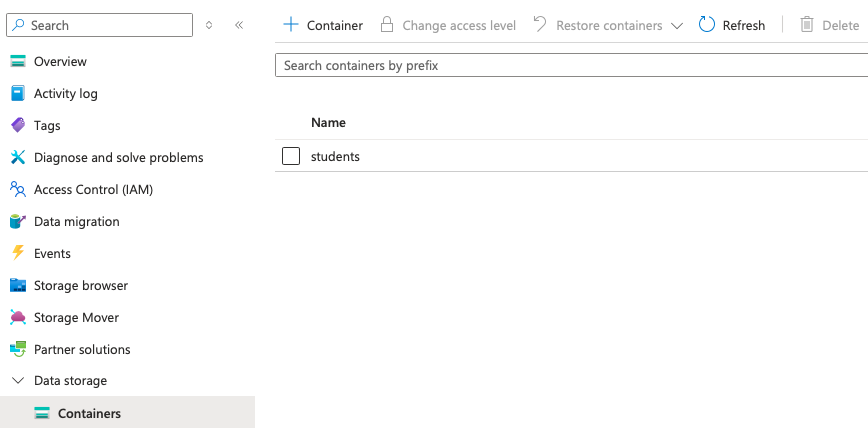 Search
Container
Change access level
Restore containers
Refresh
Delete
Overview
Activity log
Tags
Diagnose and solve problems
Access Control (IAM)
Data migration
Events
Storage browser
Storage Mover
Partner solutions
Data storage
Containers
Search containers by prefix
Name
students